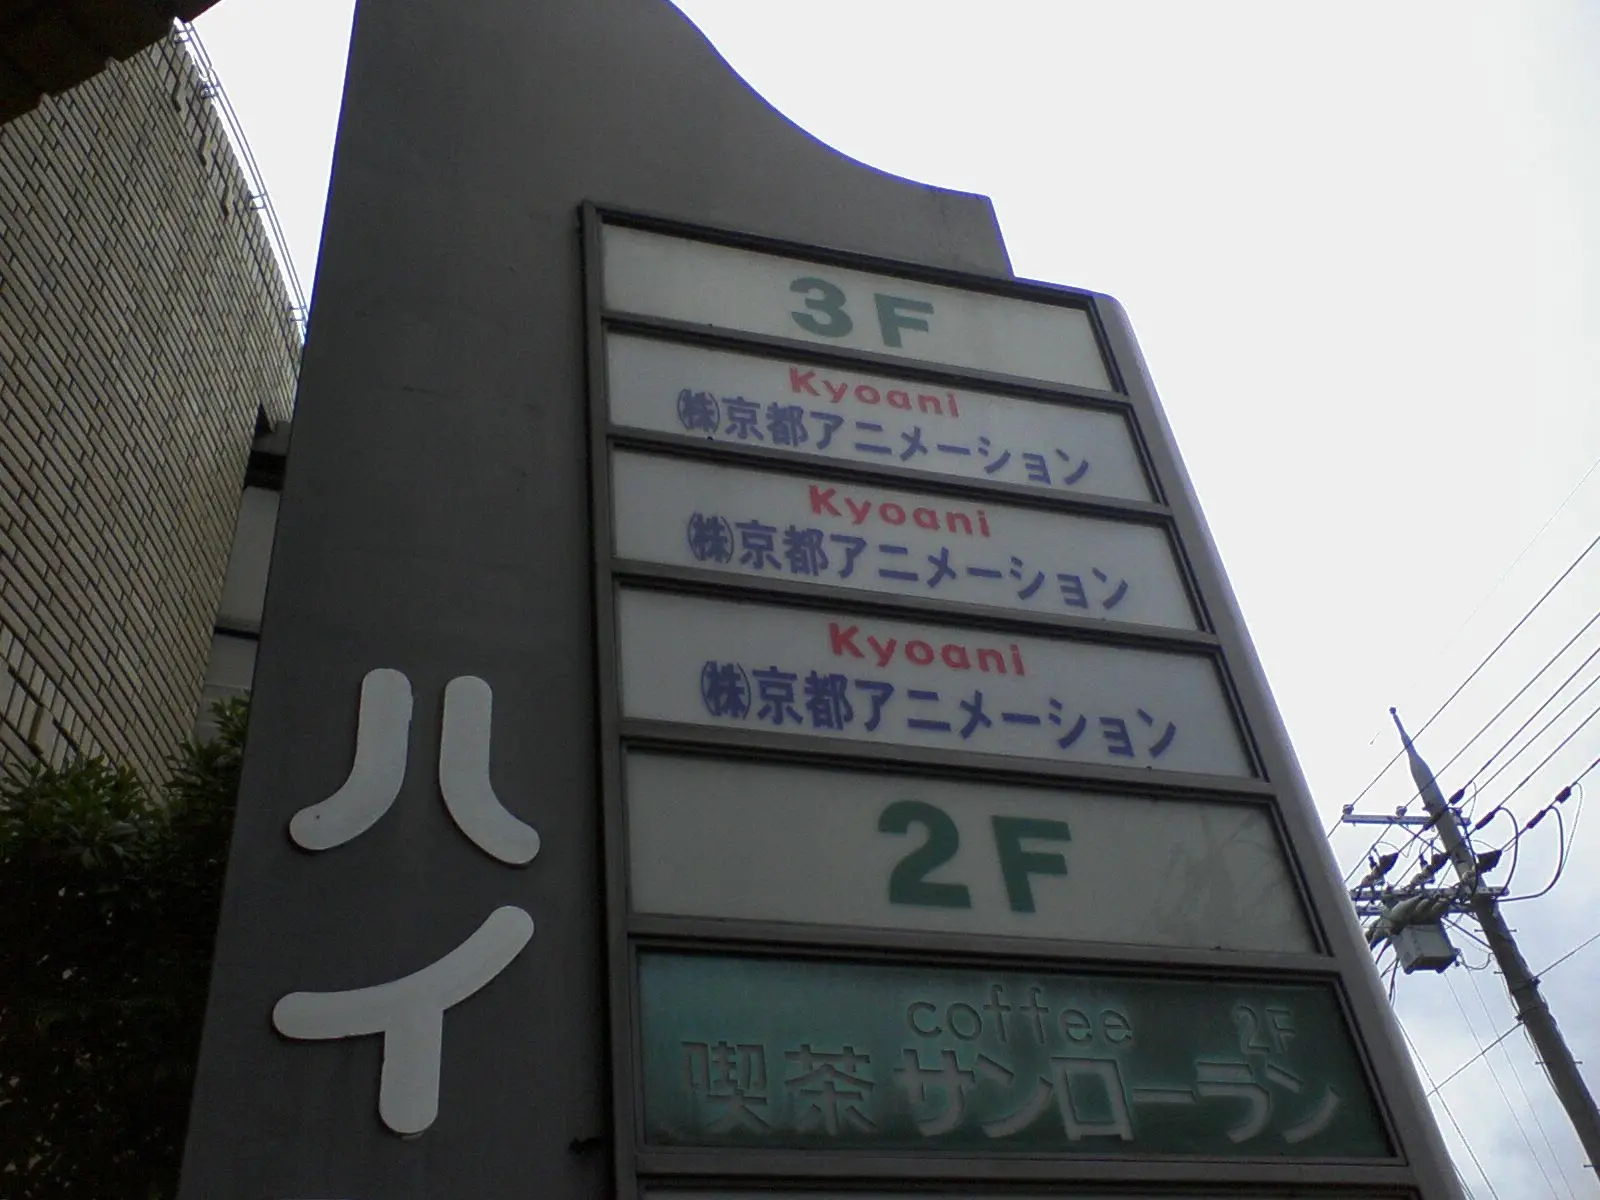 3F
Kyoani
㈱京都アニメーション
Kyoani
㈱京都アニメーション
Kyoani
㈱京都アニメーション
2F
coffee 2F
喫茶サンローラン
ハイ